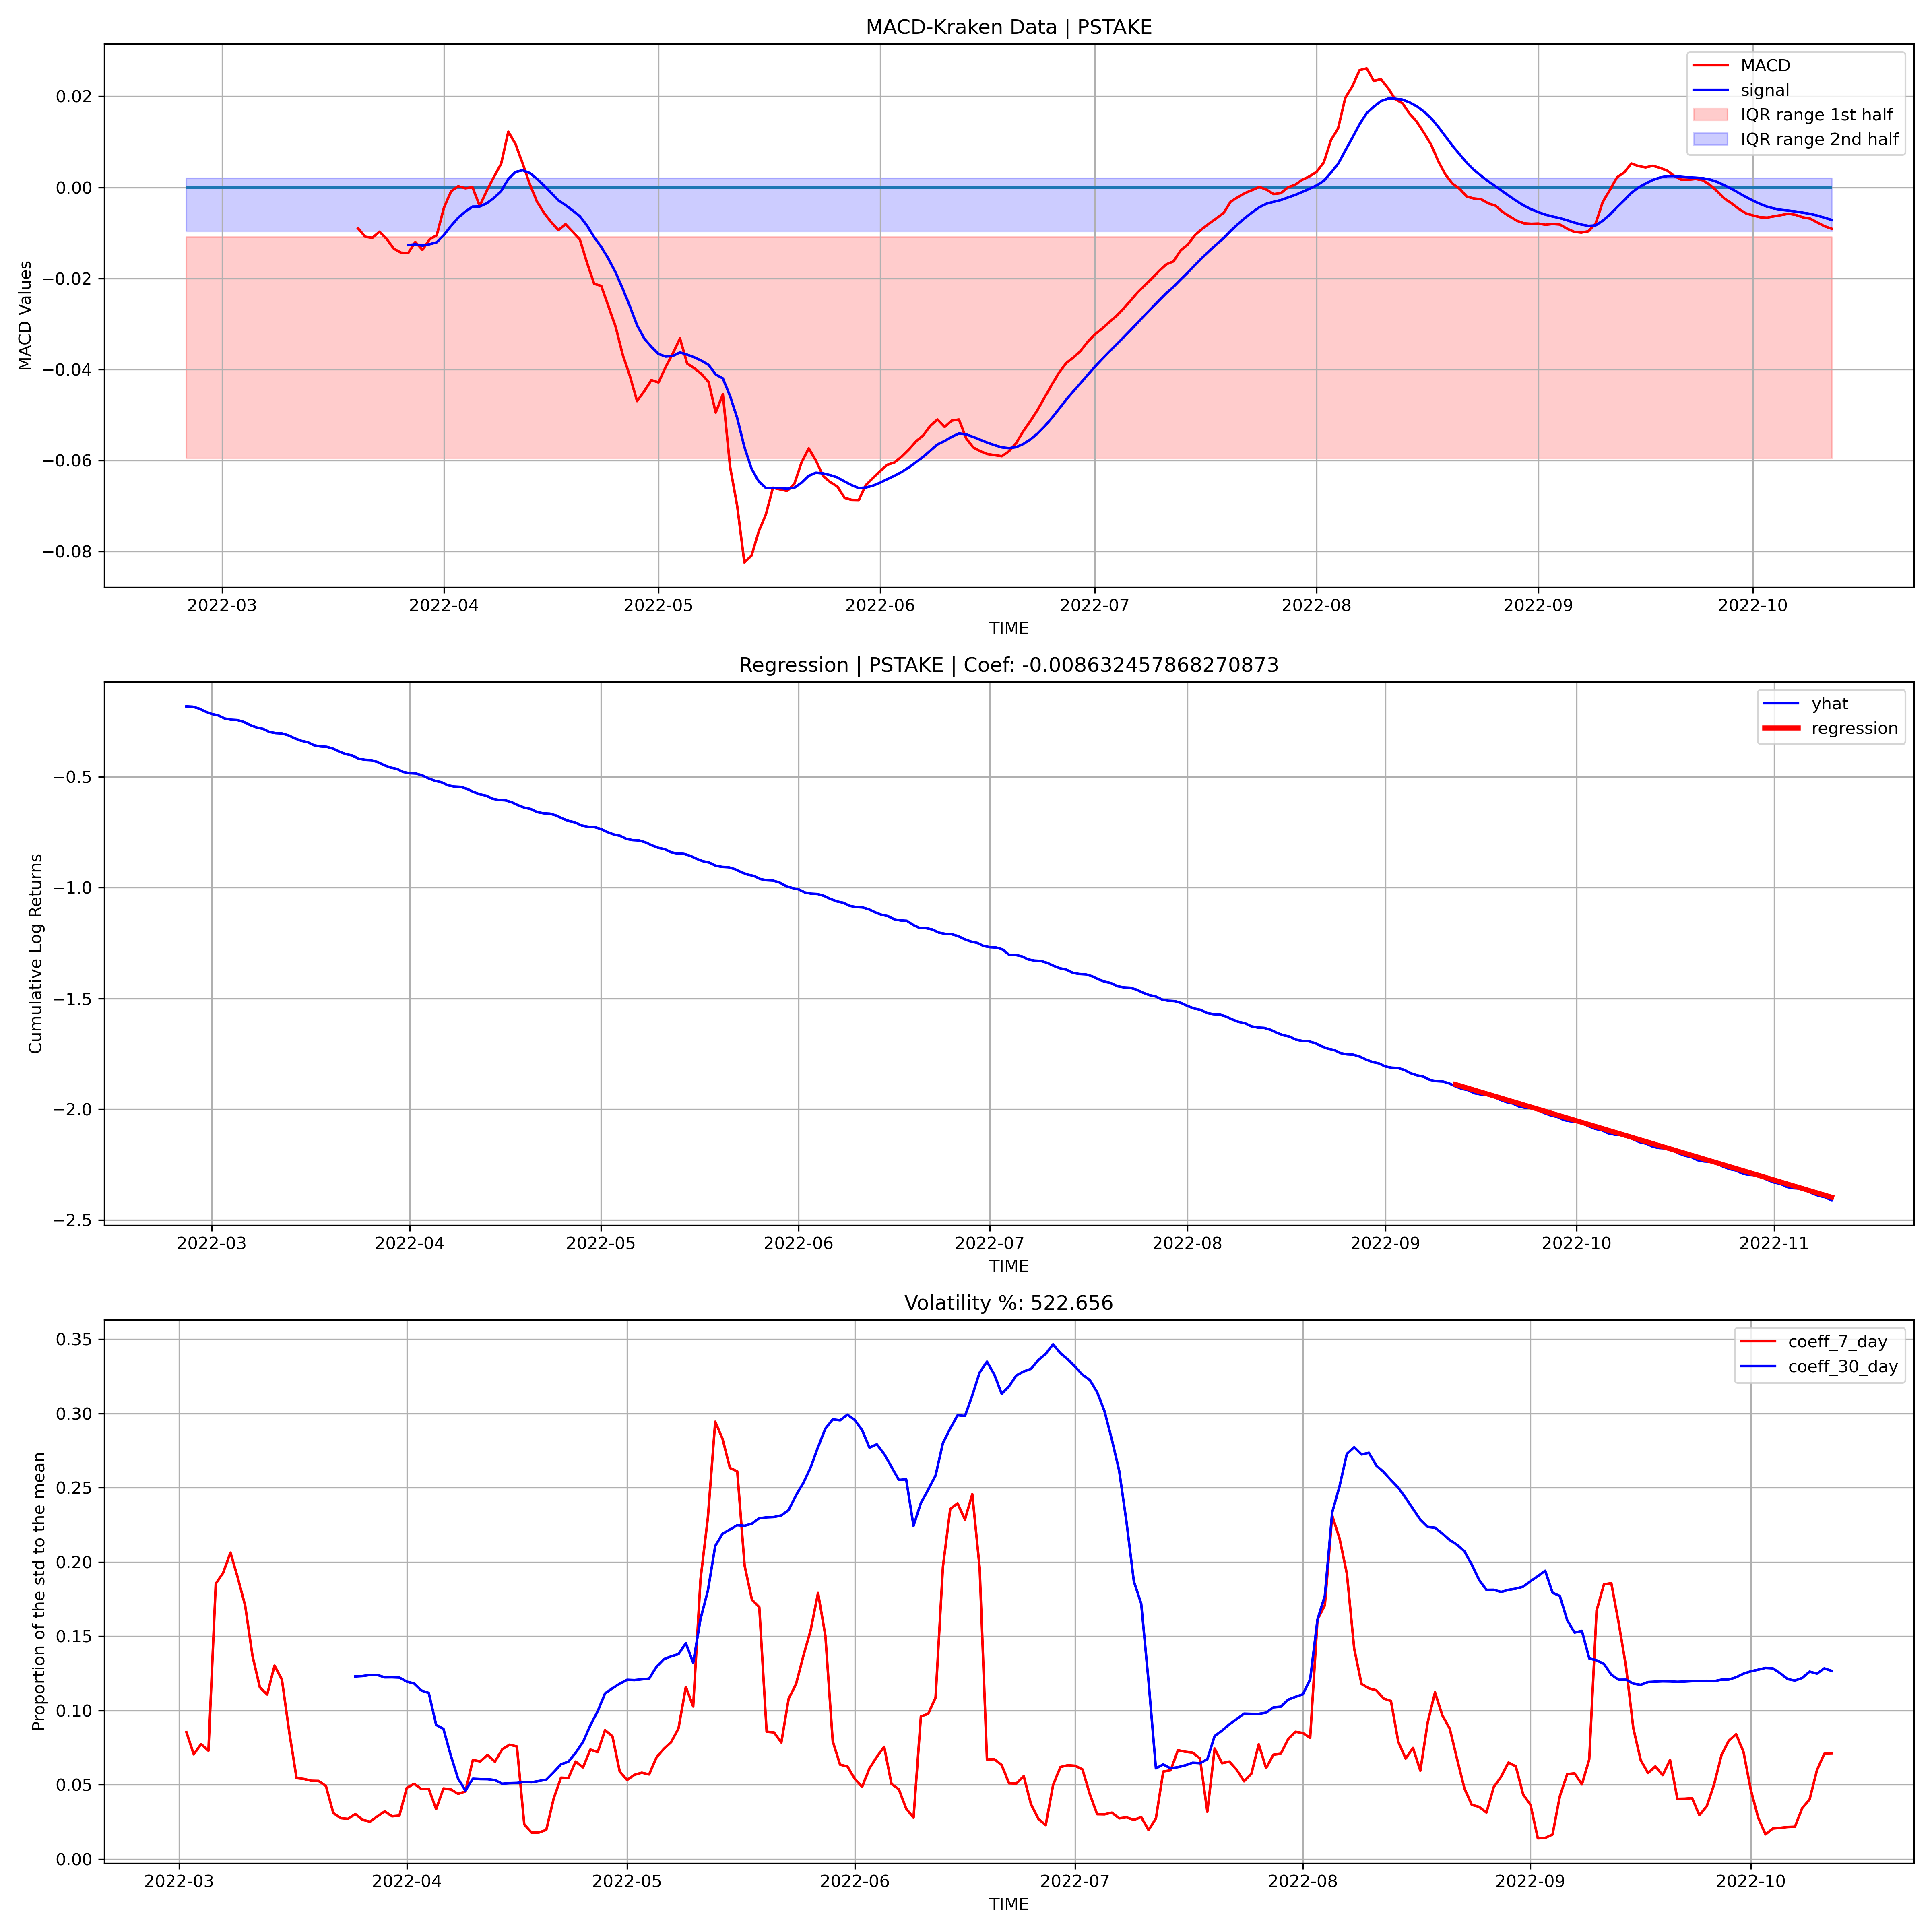 MACD-Kraken Data | PSTAKE
MACD
signal
IQR range 1st half
IQR range 2nd half
MACD Values
0.02
0.00
−0.02
−0.04
−0.06
−0.08
2022-03 2022-04 2022-05 2022-06 2022-07 2022-08 2022-09 2022-10
TIME
Regression | PSTAKE | Coef: -0.008632457868270873
yhat
regression
Cumulative Log Returns
−0.5
−1.0
−1.5
−2.0
−2.5
2022-03 2022-04 2022-05 2022-06 2022-07 2022-08 2022-09 2022-10 2022-11
TIME
Volatility %: 522.656
coeff_7_day
coeff_30_day
Proportion of the std to the mean
0.35
0.30
0.25
0.20
0.15
0.10
0.05
0.00
2022-03 2022-04 2022-05 2022-06 2022-07 2022-08 2022-09 2022-10
TIME